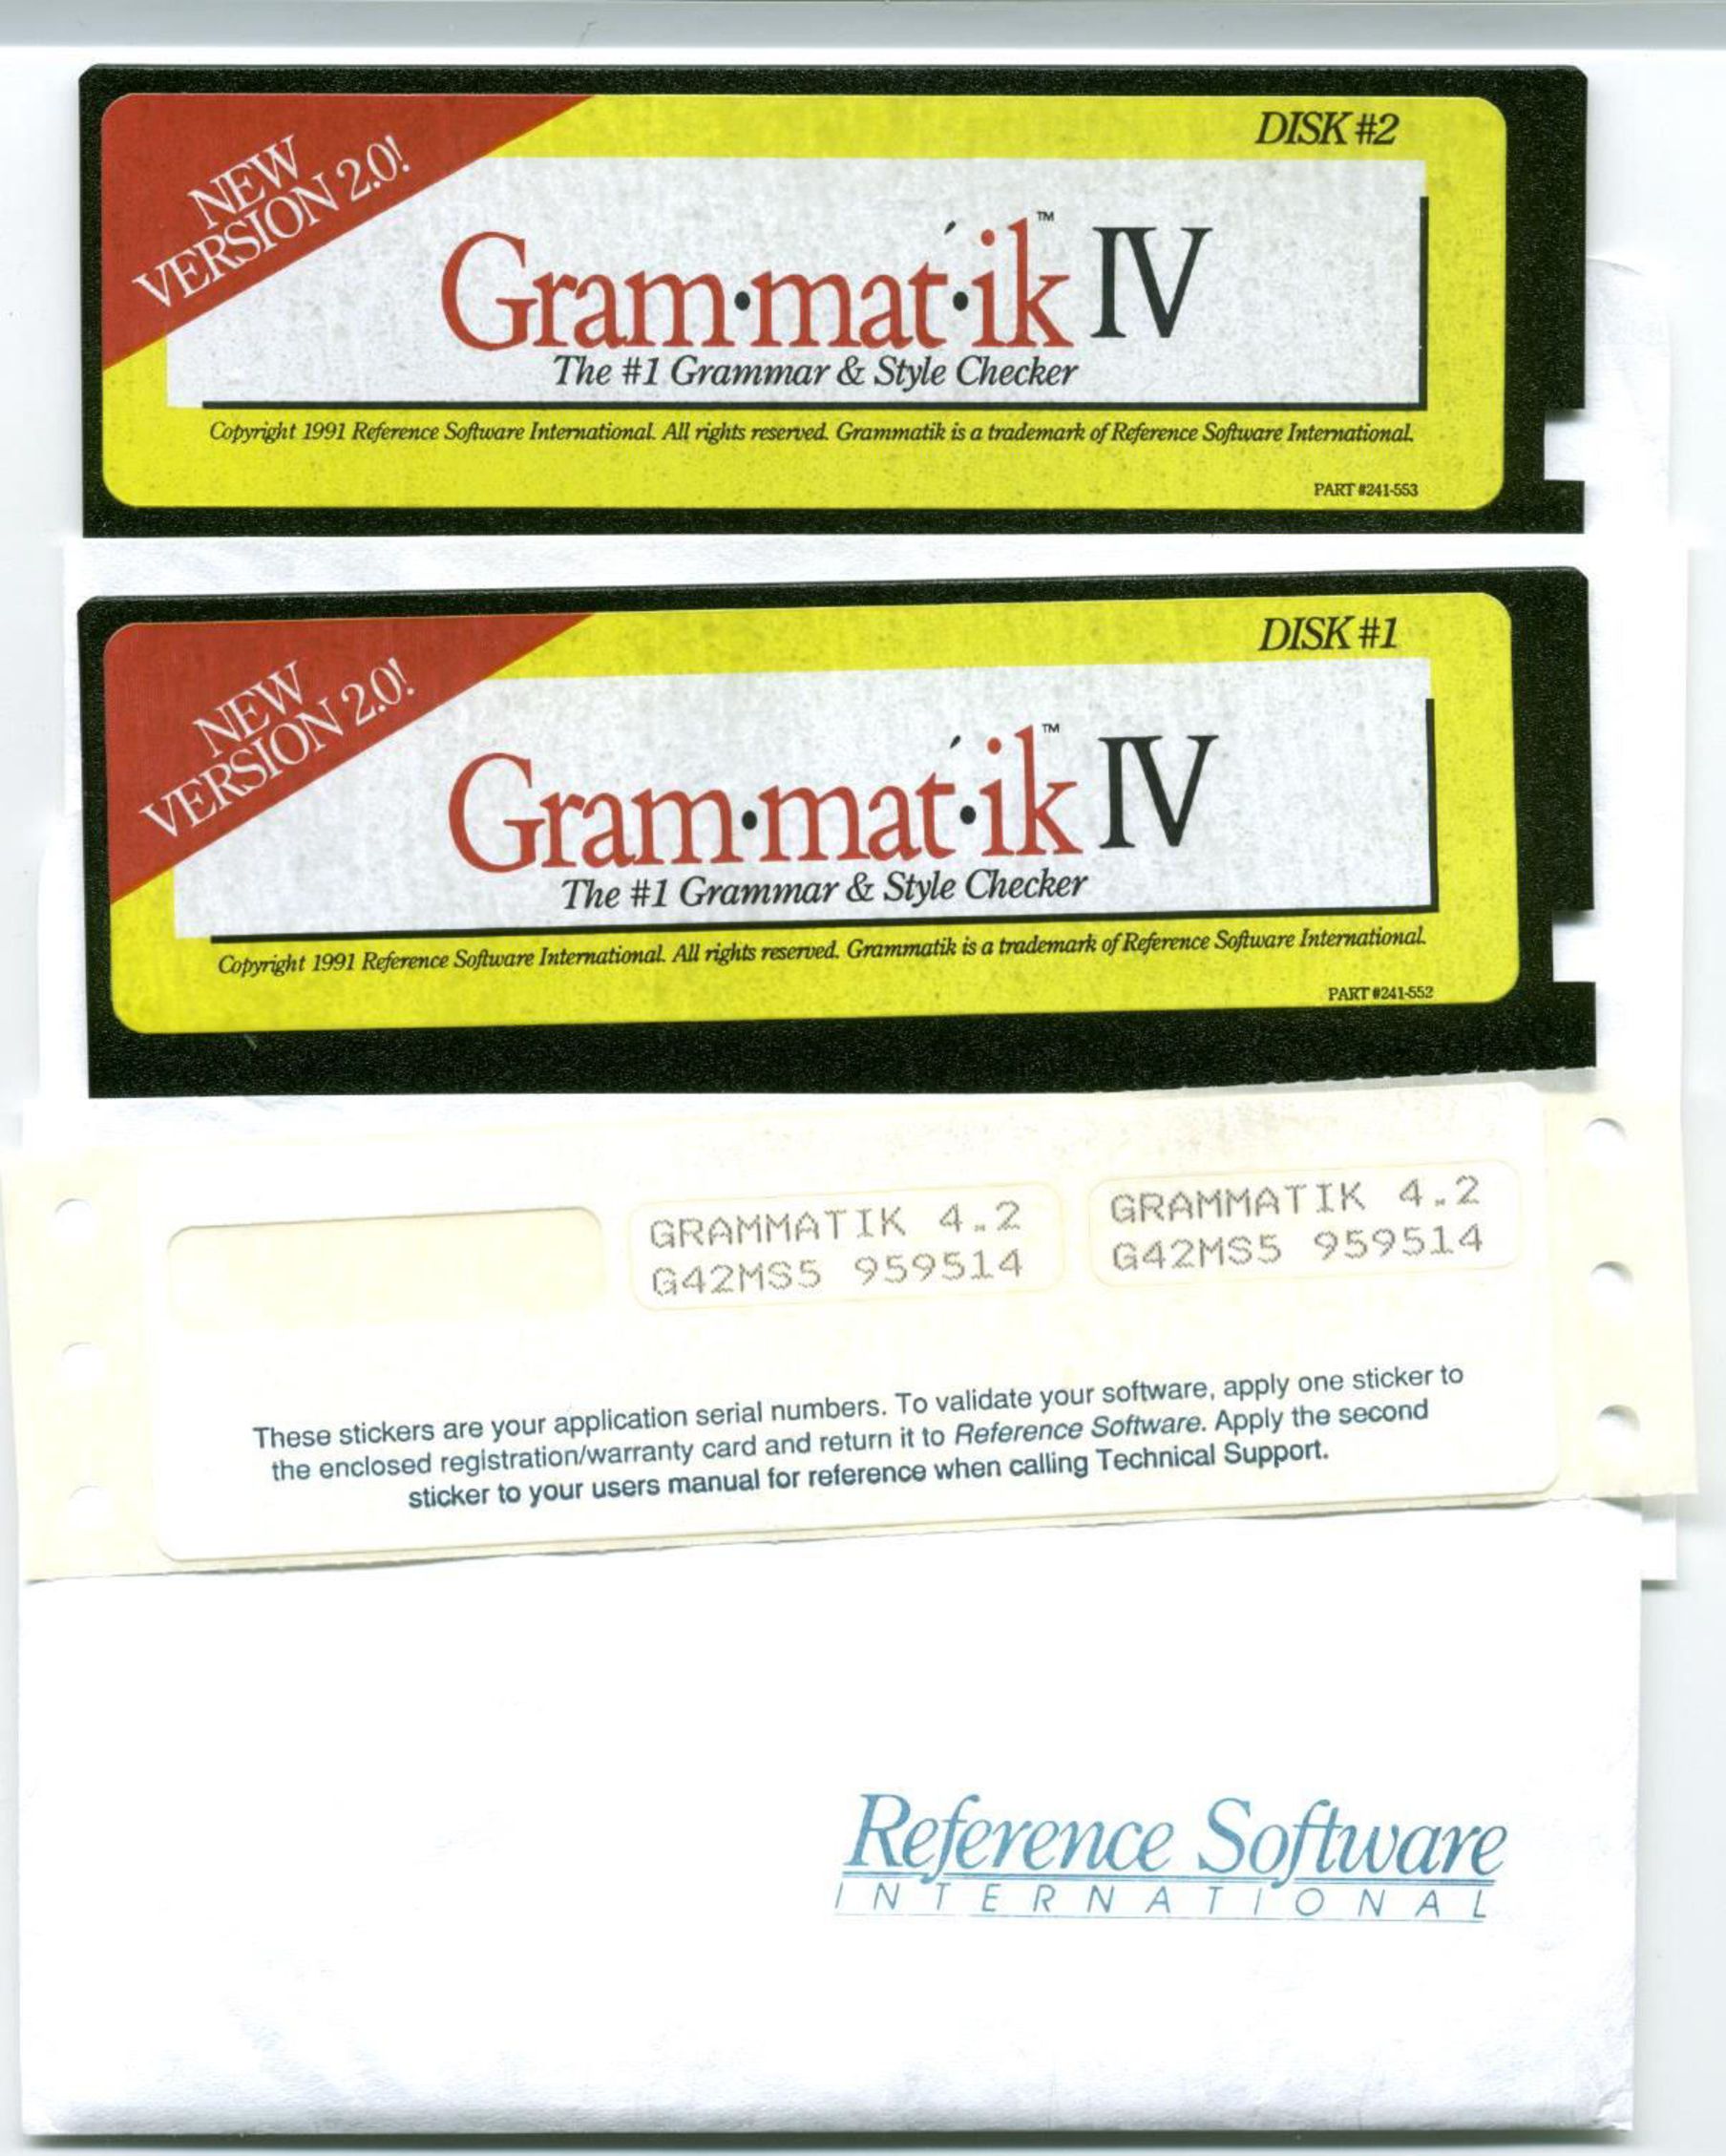 NEW
VERSION 2.0!
DISK #2
Gram·mat´·ik™ IV
The #1 Grammar & Style Checker
Copyright 1991 Reference Software International. All rights reserved. Grammatik is a trademark of Reference Software International.
PART #241-553
NEW
VERSION 2.0!
DISK #1
Gram·mat´·ik™ IV
The #1 Grammar & Style Checker
Copyright 1991 Reference Software International. All rights reserved. Grammatik is a trademark of Reference Software International.
PART #241-552
GRAMMATIK 4.2
G42MS5 959514
GRAMMATIK 4.2
G42MS5 959514
These stickers are your application serial numbers. To validate your software, apply one sticker to
the enclosed registration/warranty card and return it to Reference Software. Apply the second
sticker to your users manual for reference when calling Technical Support.
Reference Software
INTERNATIONAL